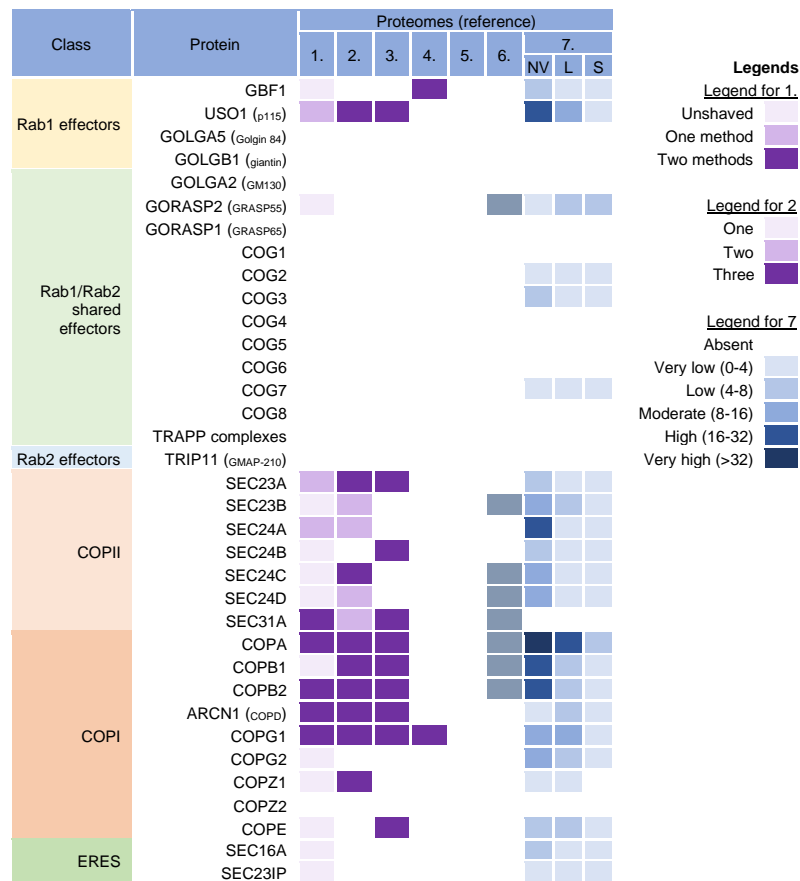 Proteomes (reference)
Class
Protein
1.
2.
3.
4.
5.
6.
7.
NV
L
S
Rab1 effectors
GBF1
USO1 (p115)
GOLGA5 (Golgin 84)
GOLGB1 (giantin)
Rab1/Rab2
shared
effectors
GOLGA2 (GM130)
GORASP2 (GRASP55)
GORASP1 (GRASP65)
COG1
COG2
COG3
COG4
COG5
COG6
COG7
COG8
TRAPP complexes
Rab2 effectors
TRIP11 (GMAP-210)
COPII
SEC23A
SEC23B
SEC24A
SEC24B
SEC24C
SEC24D
SEC31A
COPI
COPA
COPB1
COPB2
ARCN1 (COPD)
COPG1
COPG2
COPZ1
COPZ2
COPE
ERES
SEC16A
SEC23IP
Legends
Legend for 1.
Unshaved
One method
Two methods
Legend for 2
One
Two
Three
Legend for 7
Absent
Very low (0-4)
Low (4-8)
Moderate (8-16)
High (16-32)
Very high (>32)